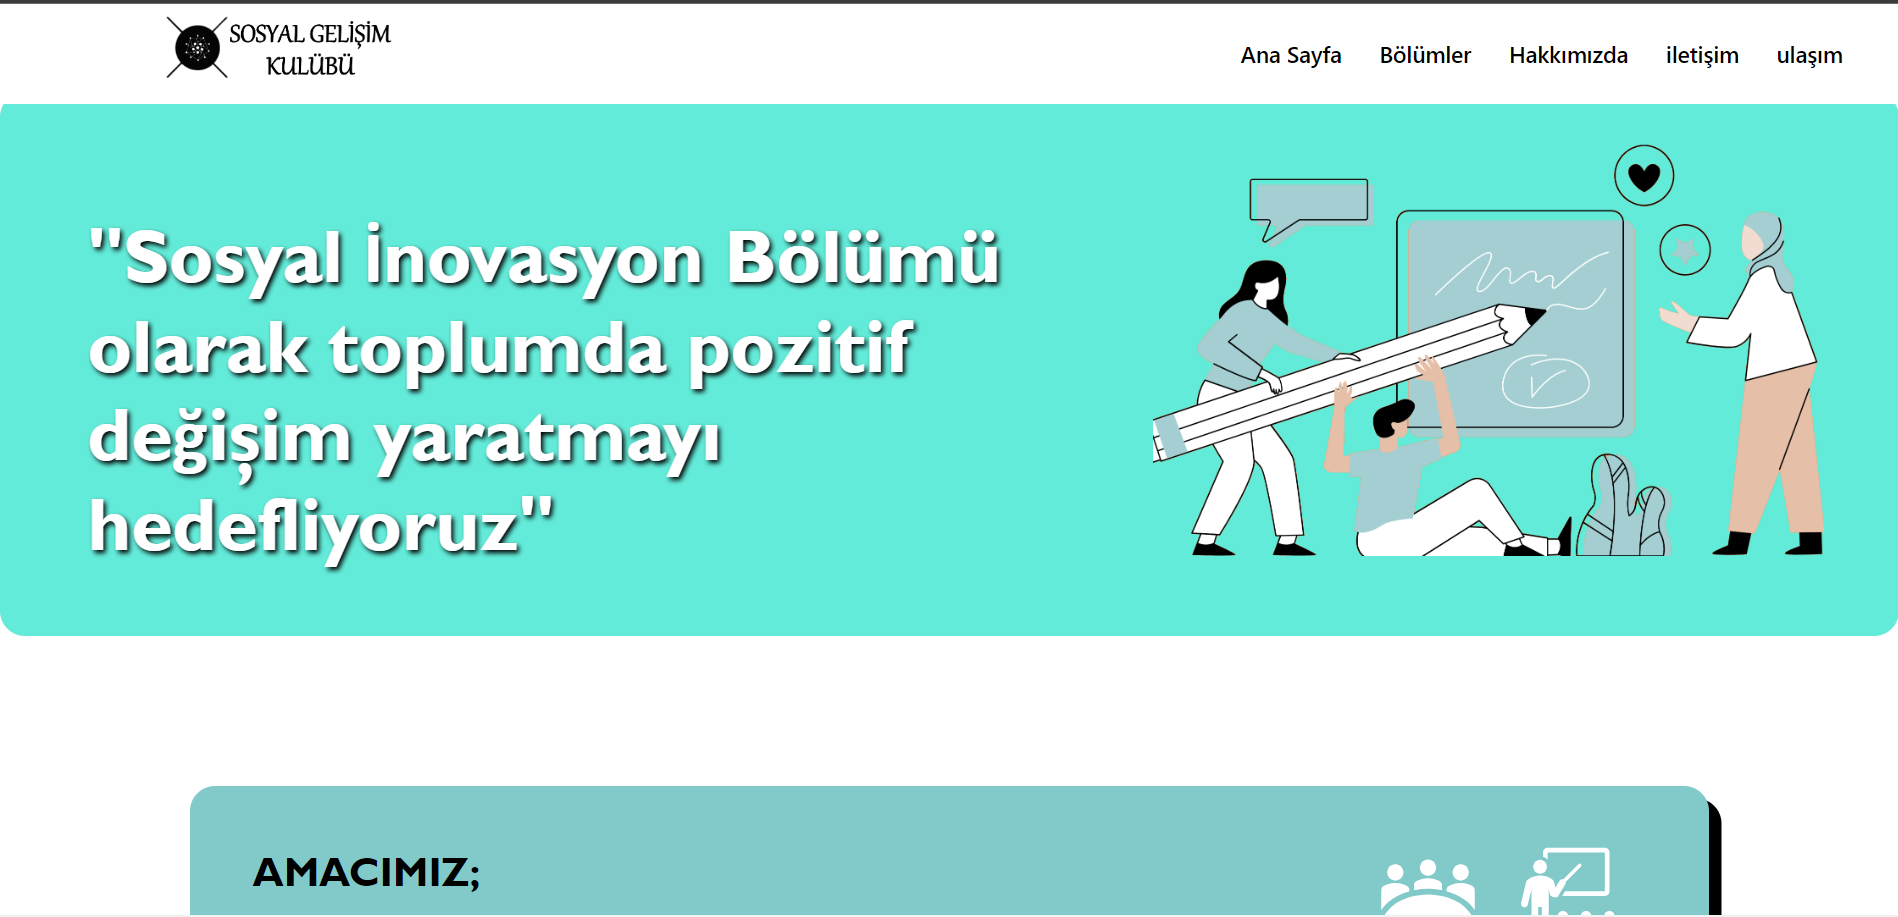 SOSYAL GELİŞİM
KULÜBÜ
Ana Sayfa Bölümler Hakkımızda iletişim ulaşım
"Sosyal İnovasyon Bölümü
olarak toplumda pozitif
değişim yaratmayı
hedefliyoruz"
AMACIMIZ;